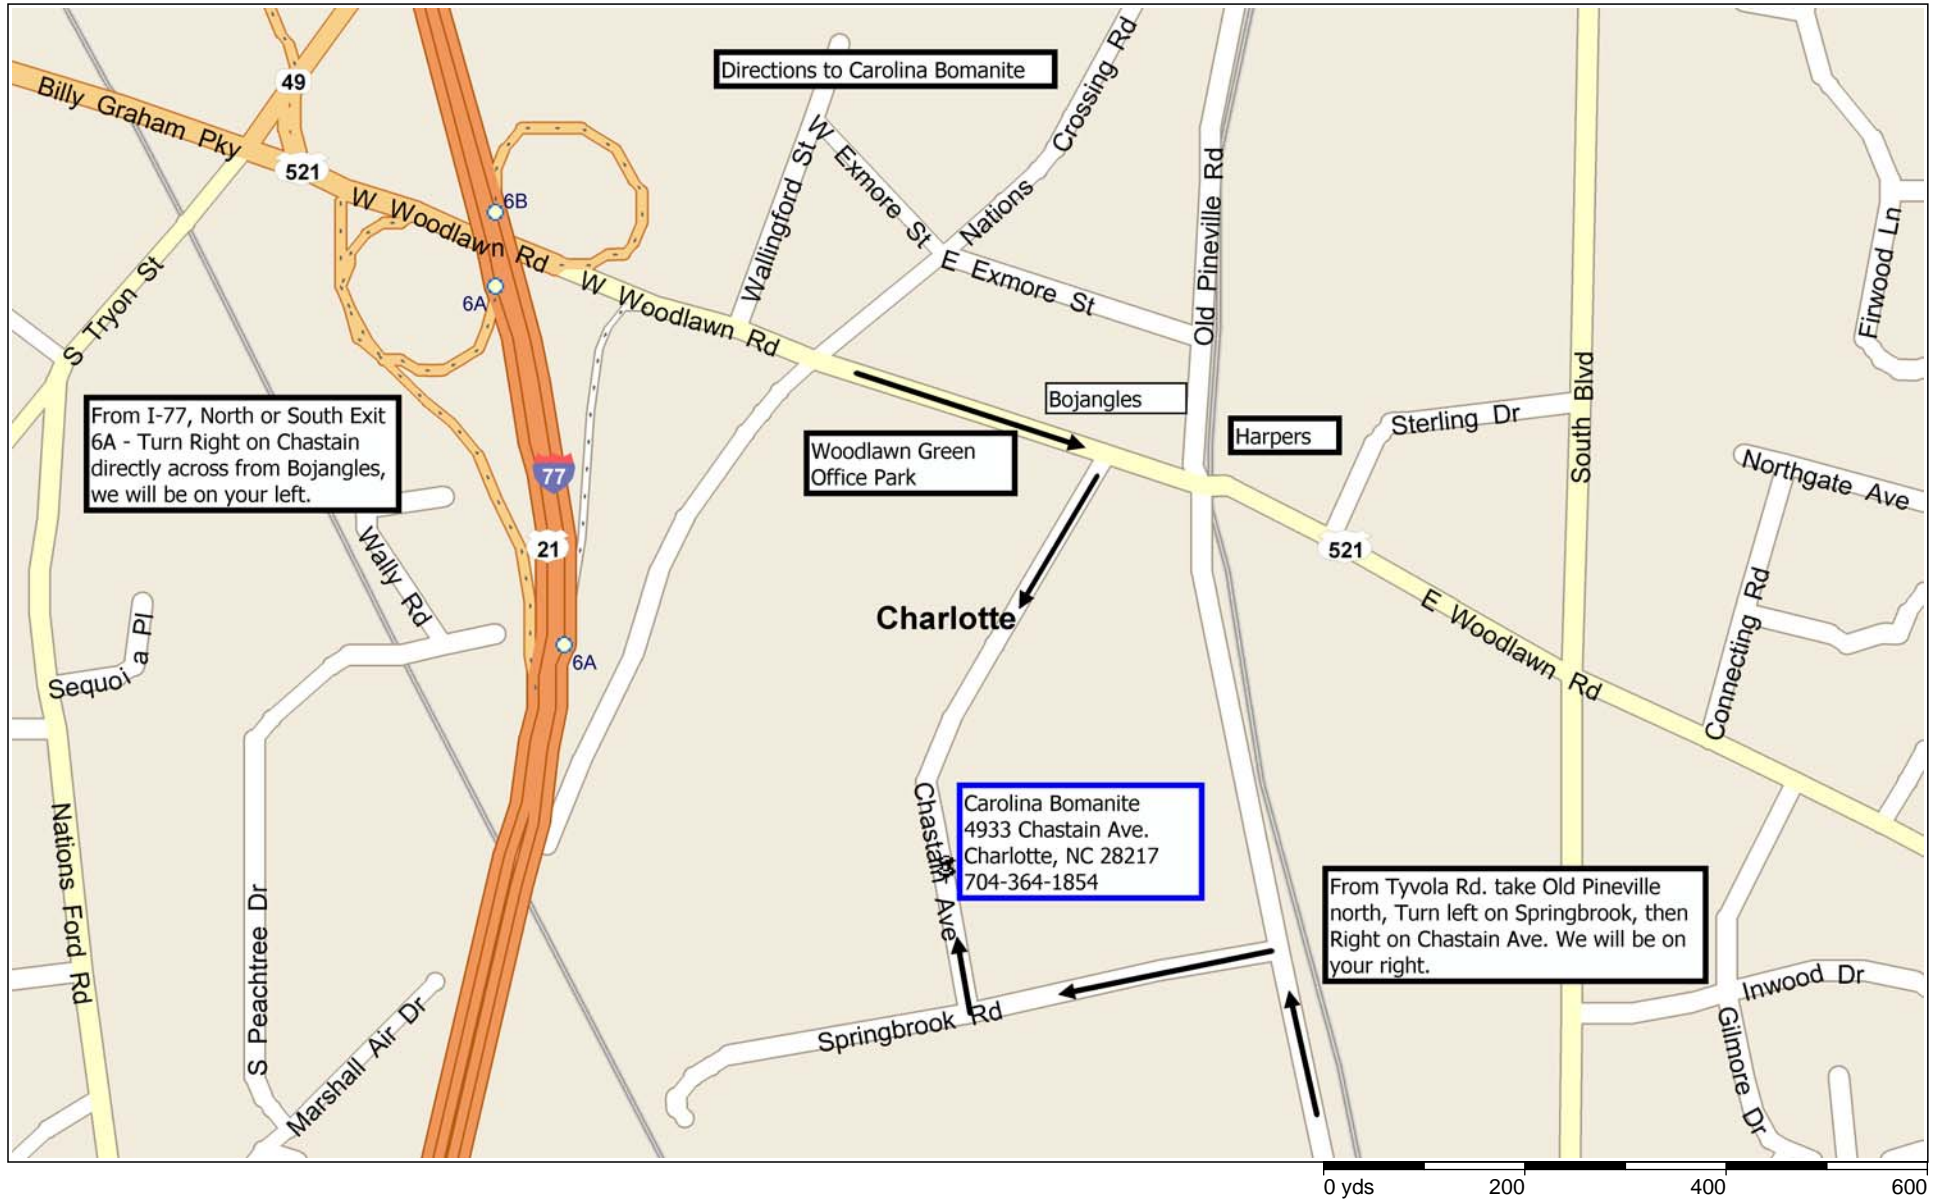 Directions to Carolina Bomanite
49
Billy Graham Pky
521
W Woodlawn Rd
6B
6A
W Woodlawn Rd
S Tryon St
Wallingford St
W Exmore St
Nations Crossing Rd
E Exmore St
Old Pineville Rd
South Blvd
Firwood Ln
From I-77, North or South Exit
6A - Turn Right on Chastain
directly across from Bojangles,
we will be on your left.
Bojangles
Woodlawn Green
Office Park
Harpers
Sterling Dr
Northgate Ave
77
21
521
Wally Rd
6A
Charlotte
E Woodlawn Rd
Connecting Rd
Sequoia Pl
Nations Ford Rd
S Peachtree Dr
Marshall Air Dr
Chastain Ave
Carolina Bomanite
4933 Chastain Ave.
Charlotte, NC 28217
704-364-1854
From Tyvola Rd. take Old Pineville
north, Turn left on Springbrook, then
Right on Chastain Ave. We will be on
your right.
Springbrook Rd
Inwood Dr
Gilmore Dr
0 yds 200 400 600